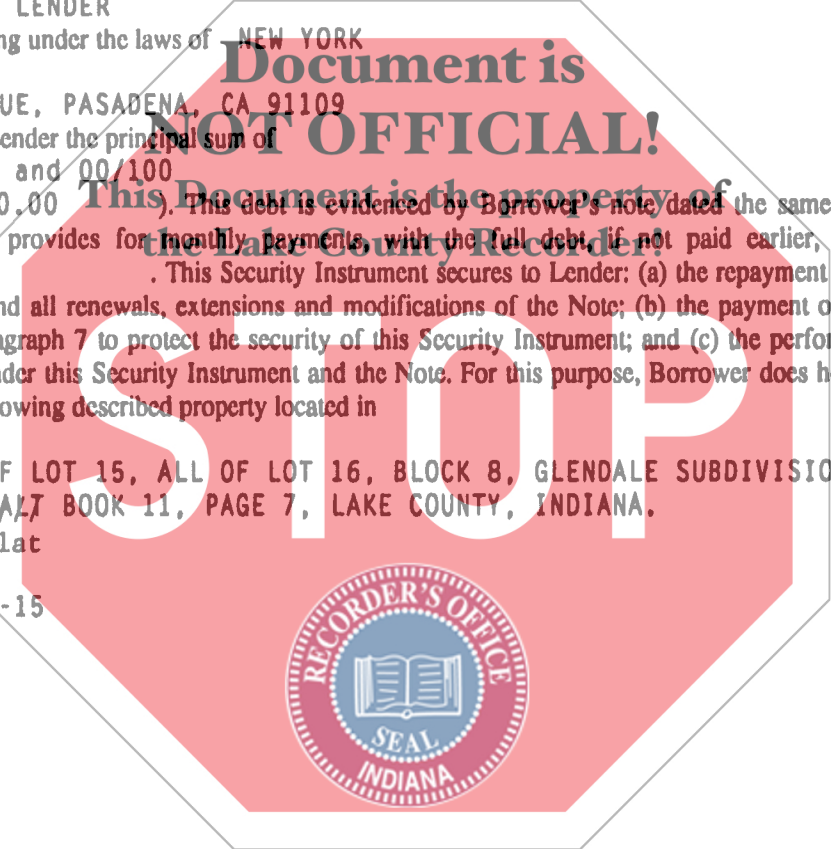 LENDER
ng under the laws of NEW YORK
Document is
UE, PASADENA, CA 91109
NOT OFFICIAL!
ender the principal sum of
and 00/100
This Document is the property of
0.00 ). This debt is evidenced by Borrower's note dated the same
the Lake County Recorder!
provides for monthly payments, with the full debt, if not paid earlier,
. This Security Instrument secures to Lender: (a) the repayment
nd all renewals, extensions and modifications of the Note; (b) the payment o
agraph 7 to protect the security of this Security Instrument; and (c) the perfor
der this Security Instrument and the Note. For this purpose, Borrower does h
owing described property located in
STOP
F LOT 15, ALL OF LOT 16, BLOCK 8, GLENDALE SUBDIVISIO
ALT BOOK 11, PAGE 7, LAKE COUNTY, INDIANA.
lat
-15
RECORDER'S OFFICE
SEAL
INDIANA